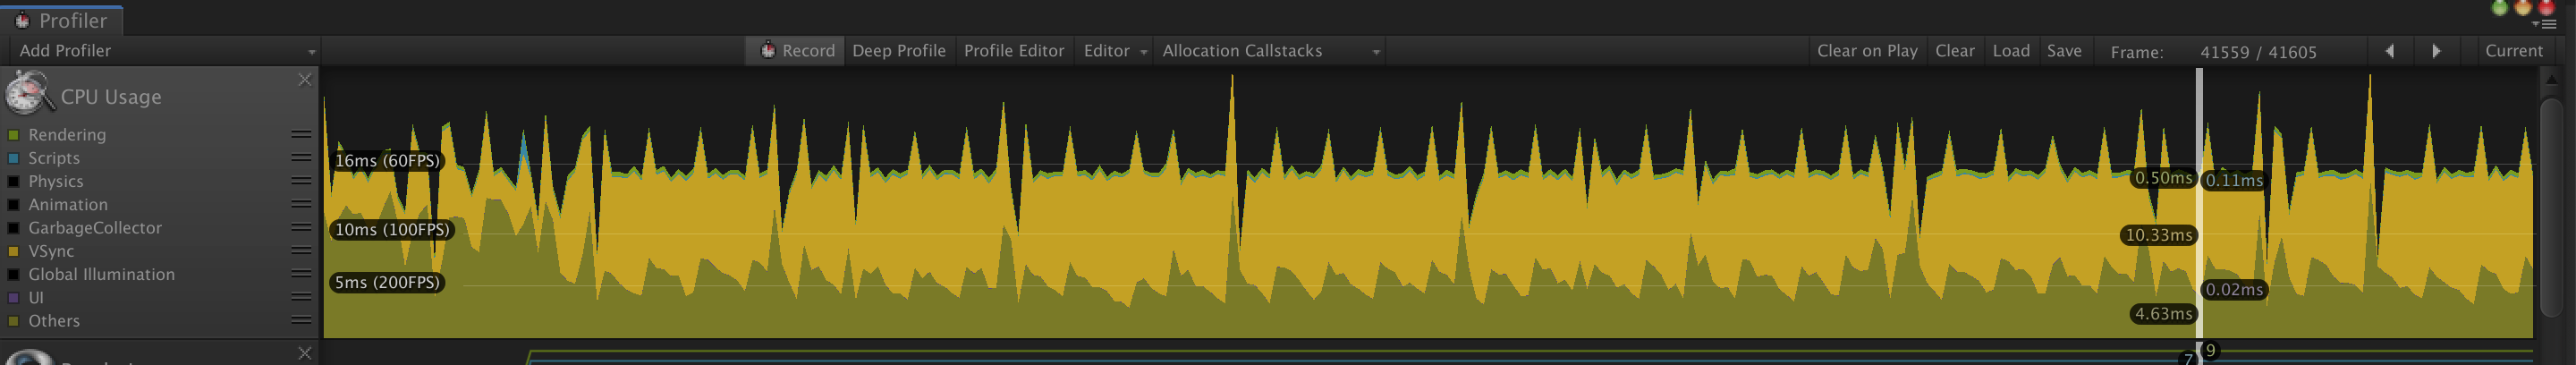 Profiler
Add Profiler
Record Deep Profile Profile Editor Editor Allocation Callstacks Clear on Play Clear Load Save Frame: 41559 / 41605 Current
CPU Usage
Rendering
Scripts
Physics
Animation
GarbageCollector
VSync
Global Illumination
UI
Others
16ms (60FPS)
10ms (100FPS)
5ms (200FPS)
0.50ms 0.11ms
10.33ms
0.02ms
4.63ms
9
7